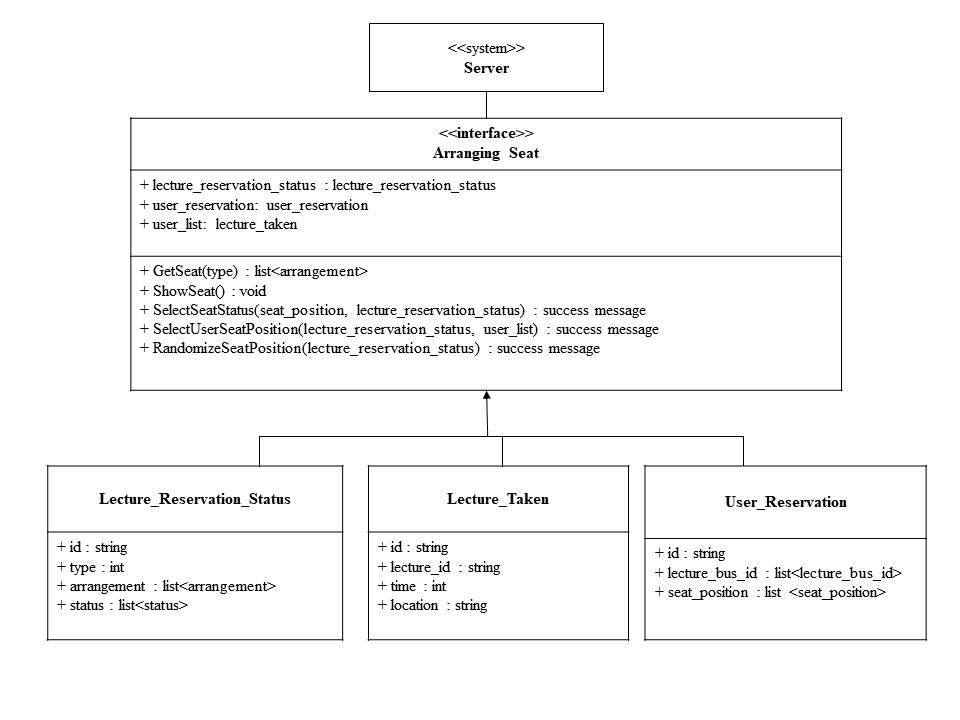 <<system>>
Server
<<interface>>
Arranging Seat
+ lecture_reservation_status : lecture_reservation_status
+ user_reservation: user_reservation
+ user_list: lecture_taken
+ GetSeat(type) : list<arrangement>
+ ShowSeat() : void
+ SelectSeatStatus(seat_position, lecture_reservation_status) : success message
+ SelectUserSeatPosition(lecture_reservation_status, user_list) : success message
+ RandomizeSeatPosition(lecture_reservation_status) : success message
Lecture_Reservation_Status
+ id : string
+ type : int
+ arrangement : list<arrangement>
+ status : list<status>
Lecture_Taken
+ id : string
+ lecture_id : string
+ time : int
+ location : string
User_Reservation
+ id : string
+ lecture_bus_id : list<lecture_bus_id>
+ seat_position : list <seat_position>